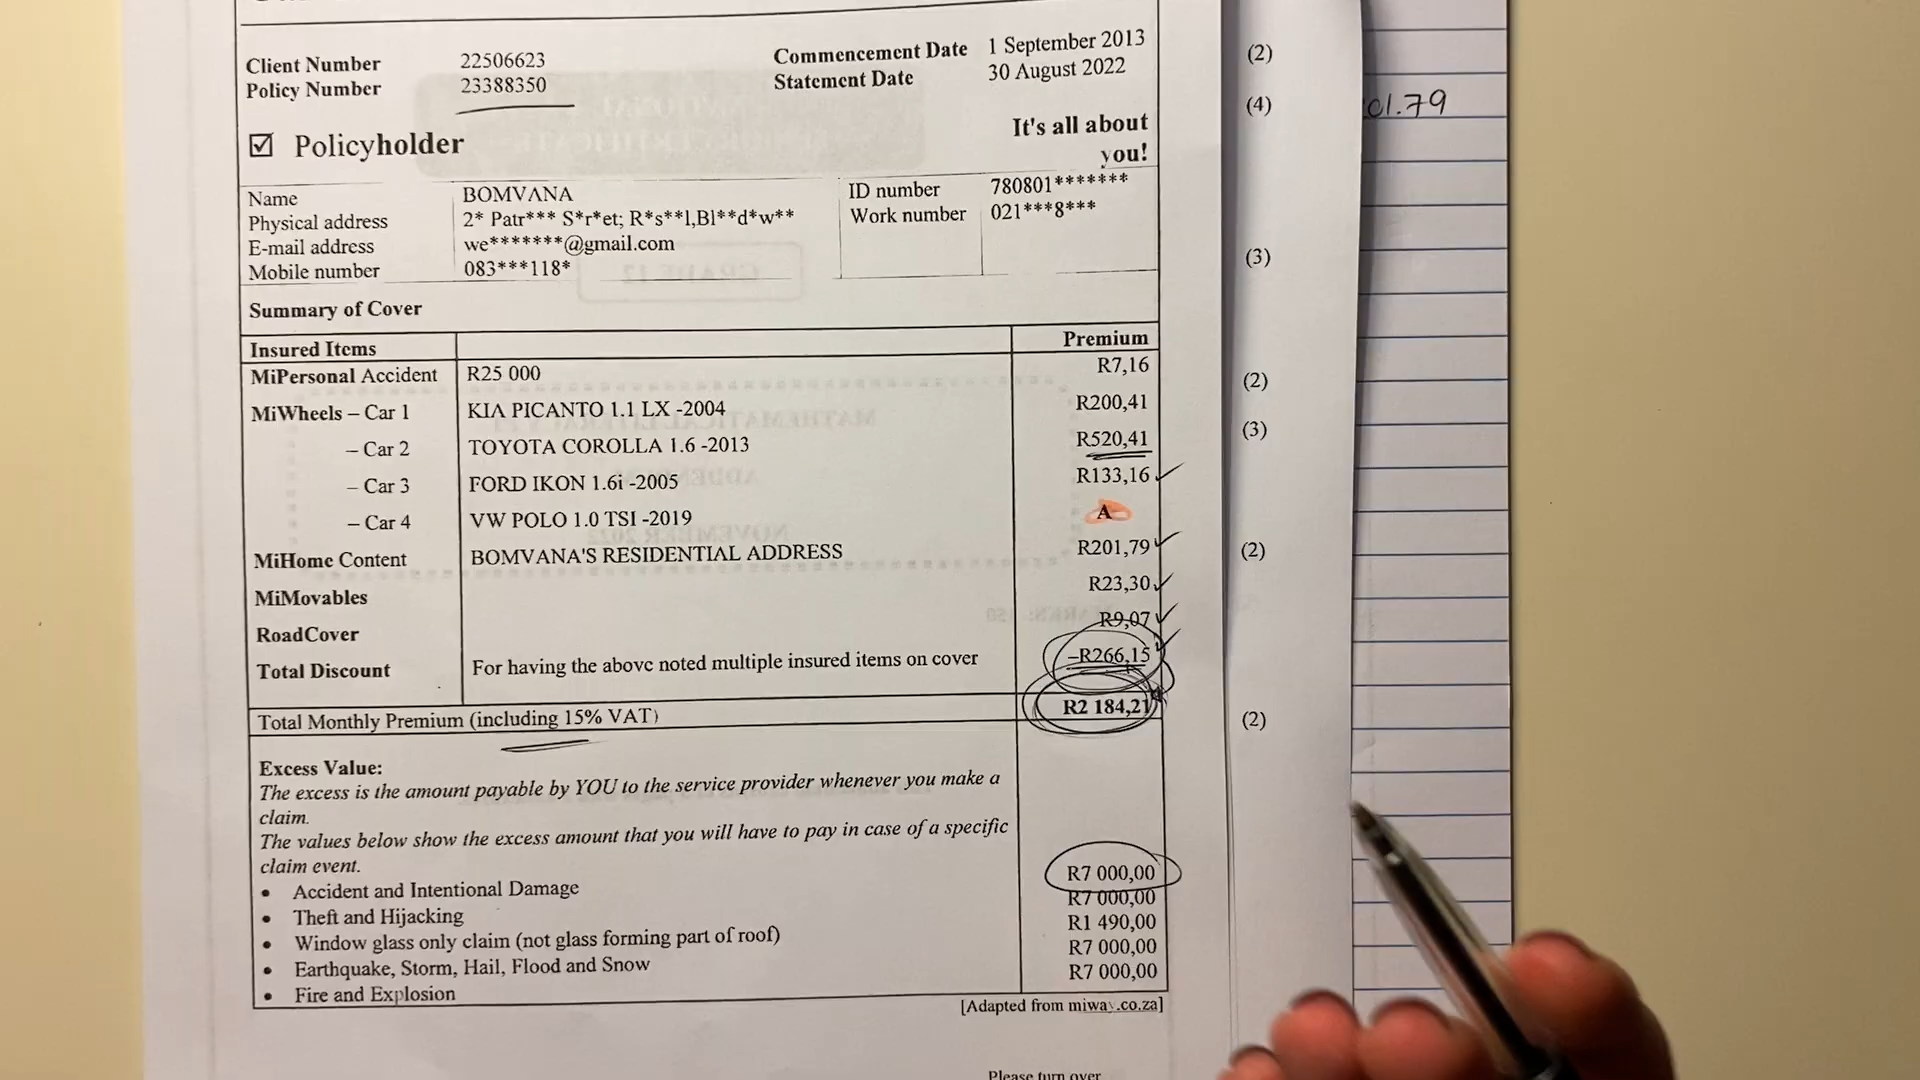 Client Number 22506623 Commencement Date 1 September 2013
Policy Number 23388350 Statement Date 30 August 2022
(2)
(4)
01.79
☑ Policyholder It's all about
you!
Name BOMVANA ID number 780801*******
Physical address 2* Patr*** S*r*et; R*s**l,Bl**d*w** Work number 021***8***
E-mail address we*******@gmail.com
Mobile number 083***118*
(3)
Summary of Cover
Insured Items Premium
MiPersonal Accident R25 000 R7,16
(2)
MiWheels – Car 1 KIA PICANTO 1.1 LX -2004 R200,41
– Car 2 TOYOTA COROLLA 1.6 -2013 R520,41
(3)
– Car 3 FORD IKON 1.6i -2005 R133,16
– Car 4 VW POLO 1.0 TSI -2019 A
MiHome Content BOMVANA'S RESIDENTIAL ADDRESS R201,79
(2)
MiMovables R23,30
RoadCover R9,07
Total Discount For having the above noted multiple insured items on cover –R266,15
Total Monthly Premium (including 15% VAT) R2 184,21
(2)
Excess Value:
The excess is the amount payable by YOU to the service provider whenever you make a
claim.
The values below show the excess amount that you will have to pay in case of a specific
claim event.
• Accident and Intentional Damage R7 000,00
• Theft and Hijacking R7 000,00
• Window glass only claim (not glass forming part of roof) R1 490,00
• Earthquake, Storm, Hail, Flood and Snow R7 000,00
• Fire and Explosion R7 000,00
[Adapted from miway.co.za]
Please turn over